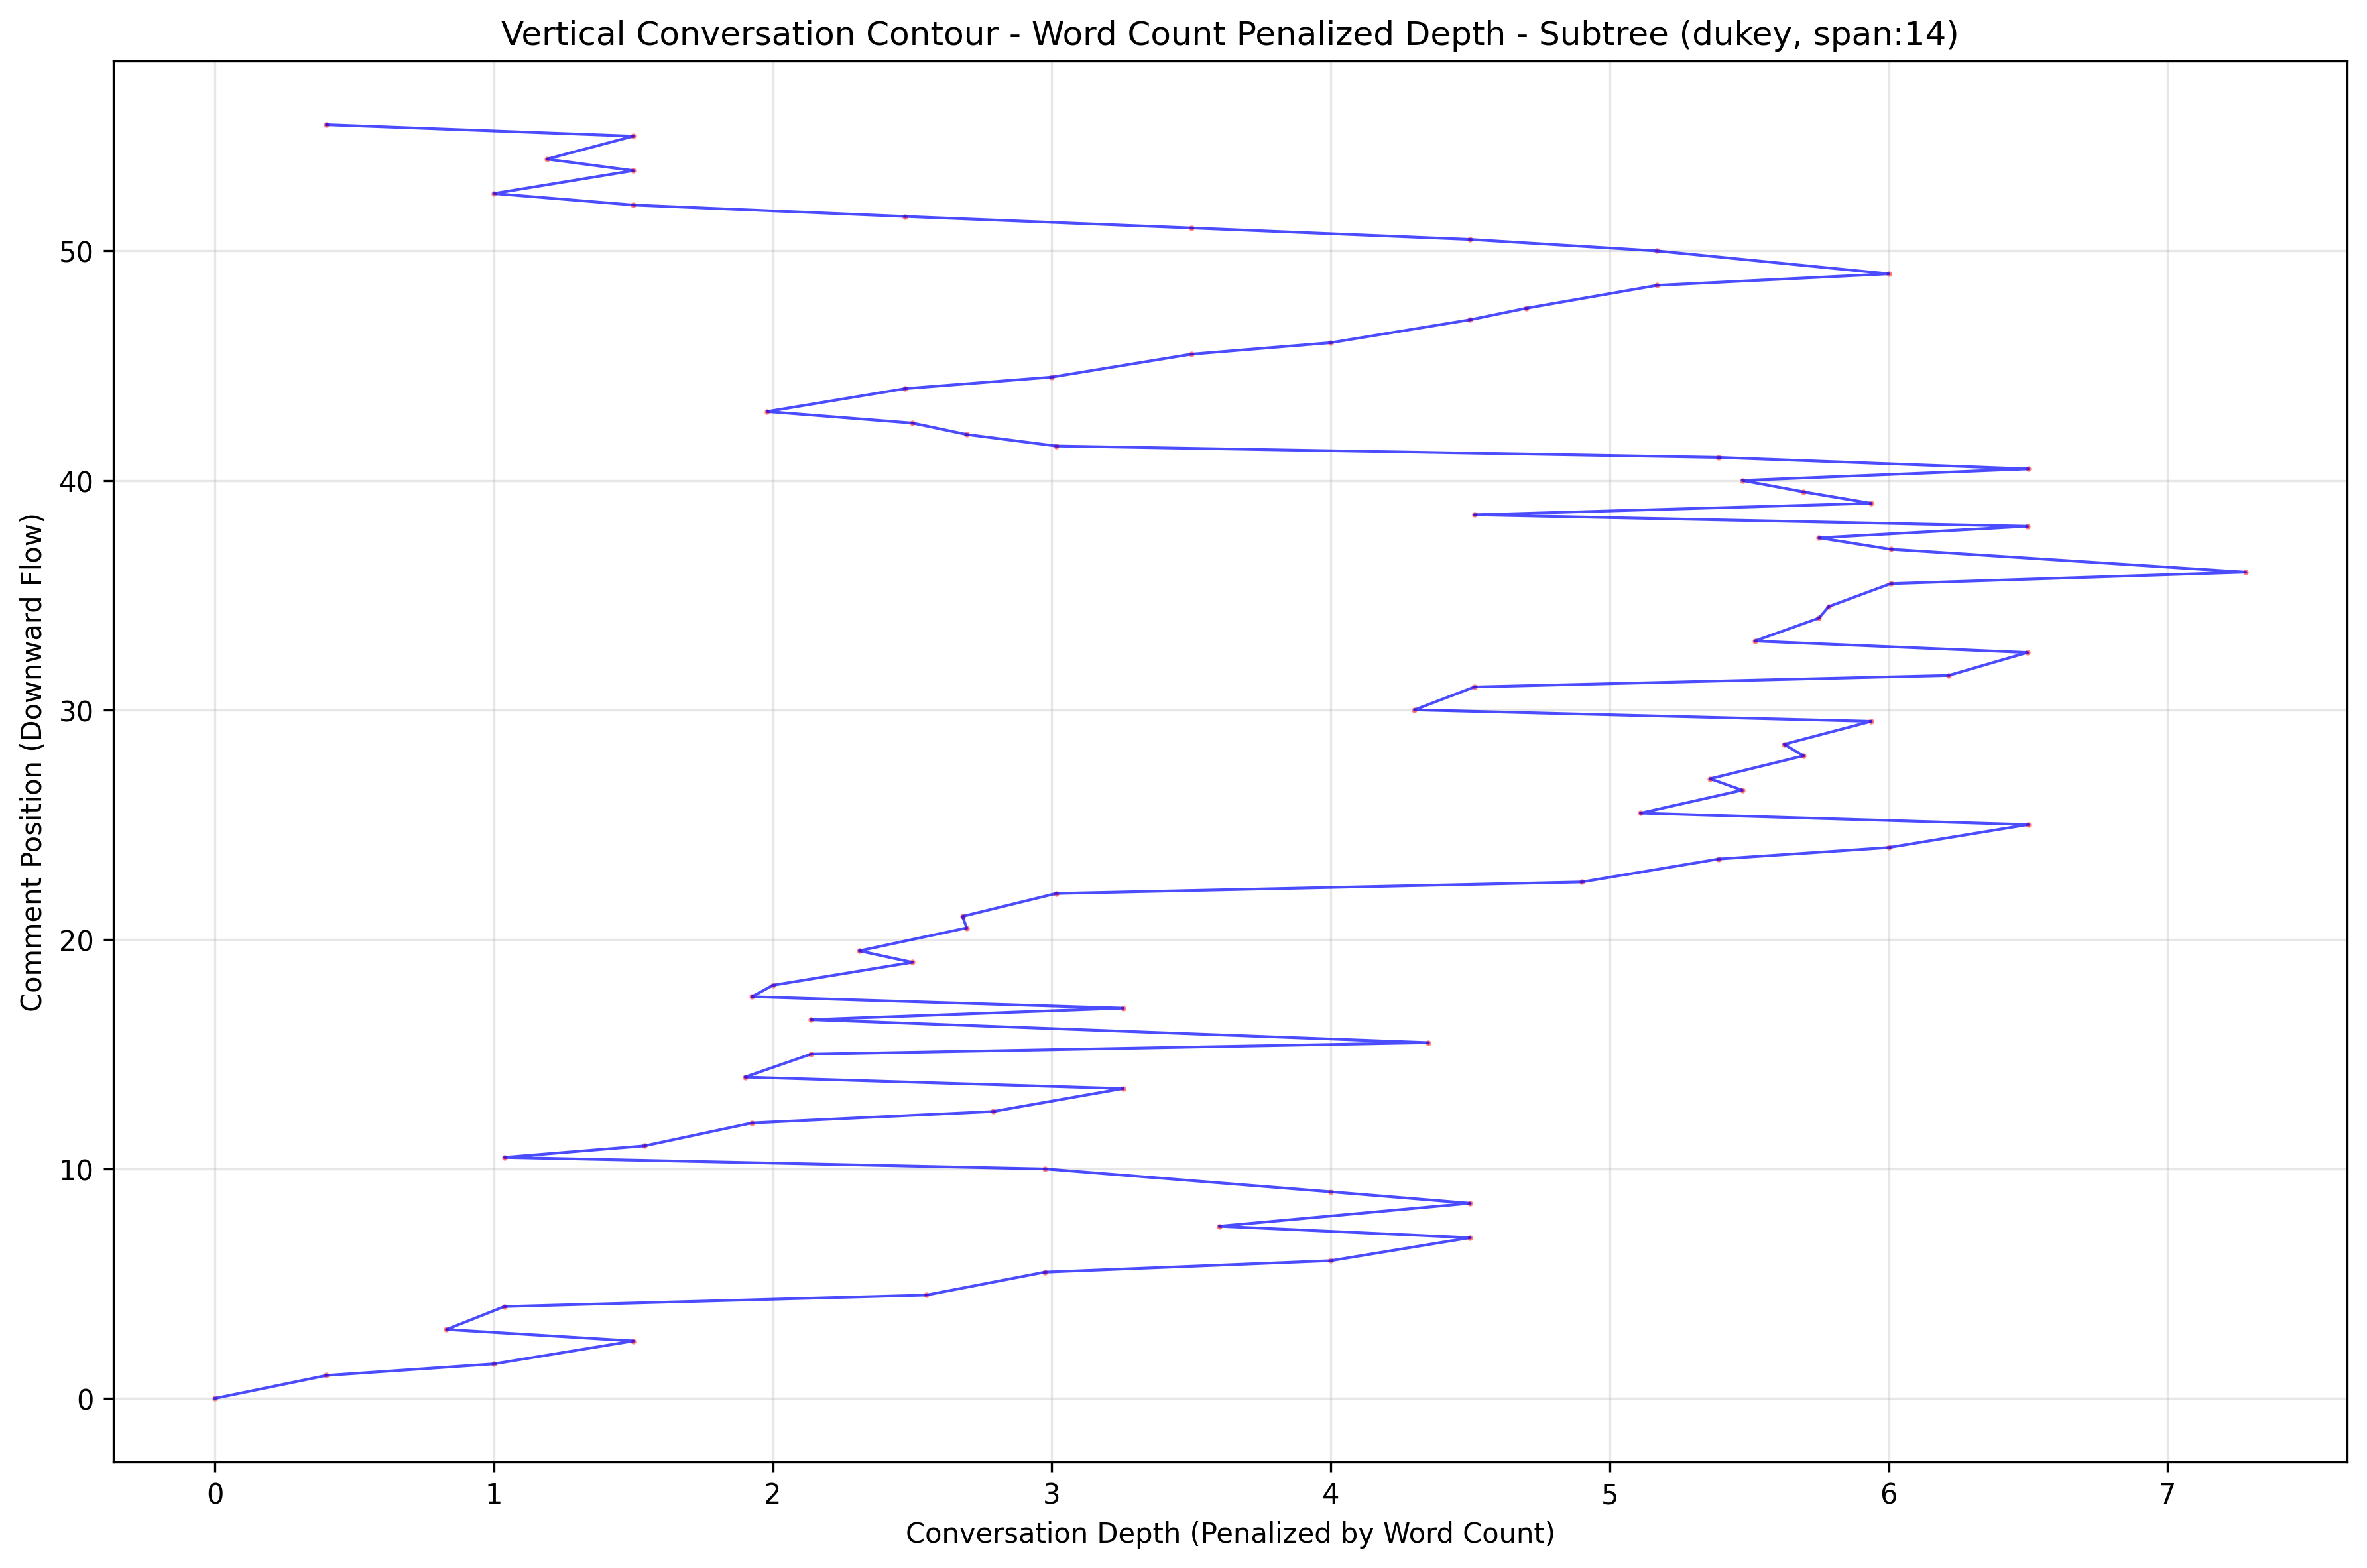 Vertical Conversation Contour - Word Count Penalized Depth - Subtree (dukey, span:14)
Comment Position (Downward Flow)
50
40
30
20
10
0
0 1 2 3 4 5 6 7
Conversation Depth (Penalized by Word Count)